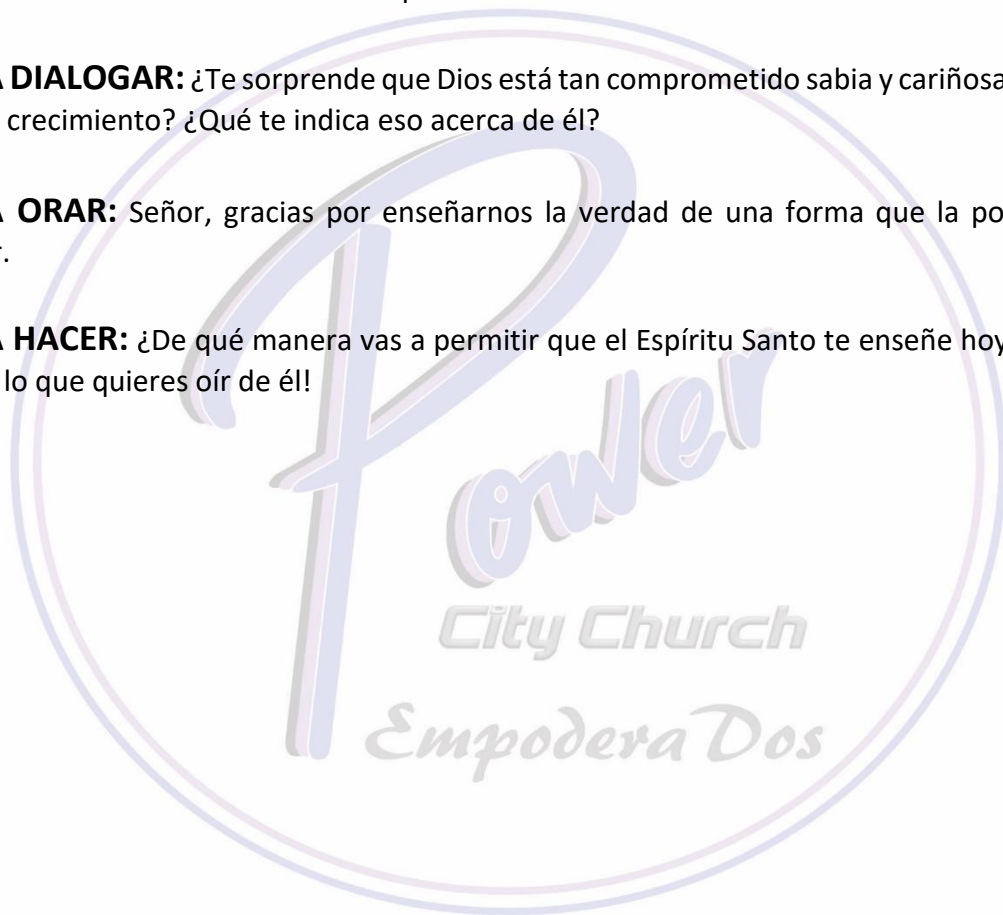 A DIALOGAR: ¿Te sorprende que Dios está tan comprometido sabia y cariñosa
crecimiento? ¿Qué te indica eso acerca de él?
A ORAR: Señor, gracias por enseñarnos la verdad de una forma que la po
A HACER: ¿De qué manera vas a permitir que el Espíritu Santo te enseñe hoy
lo que quieres oír de él!
Power
City Church
EmpoderaDos